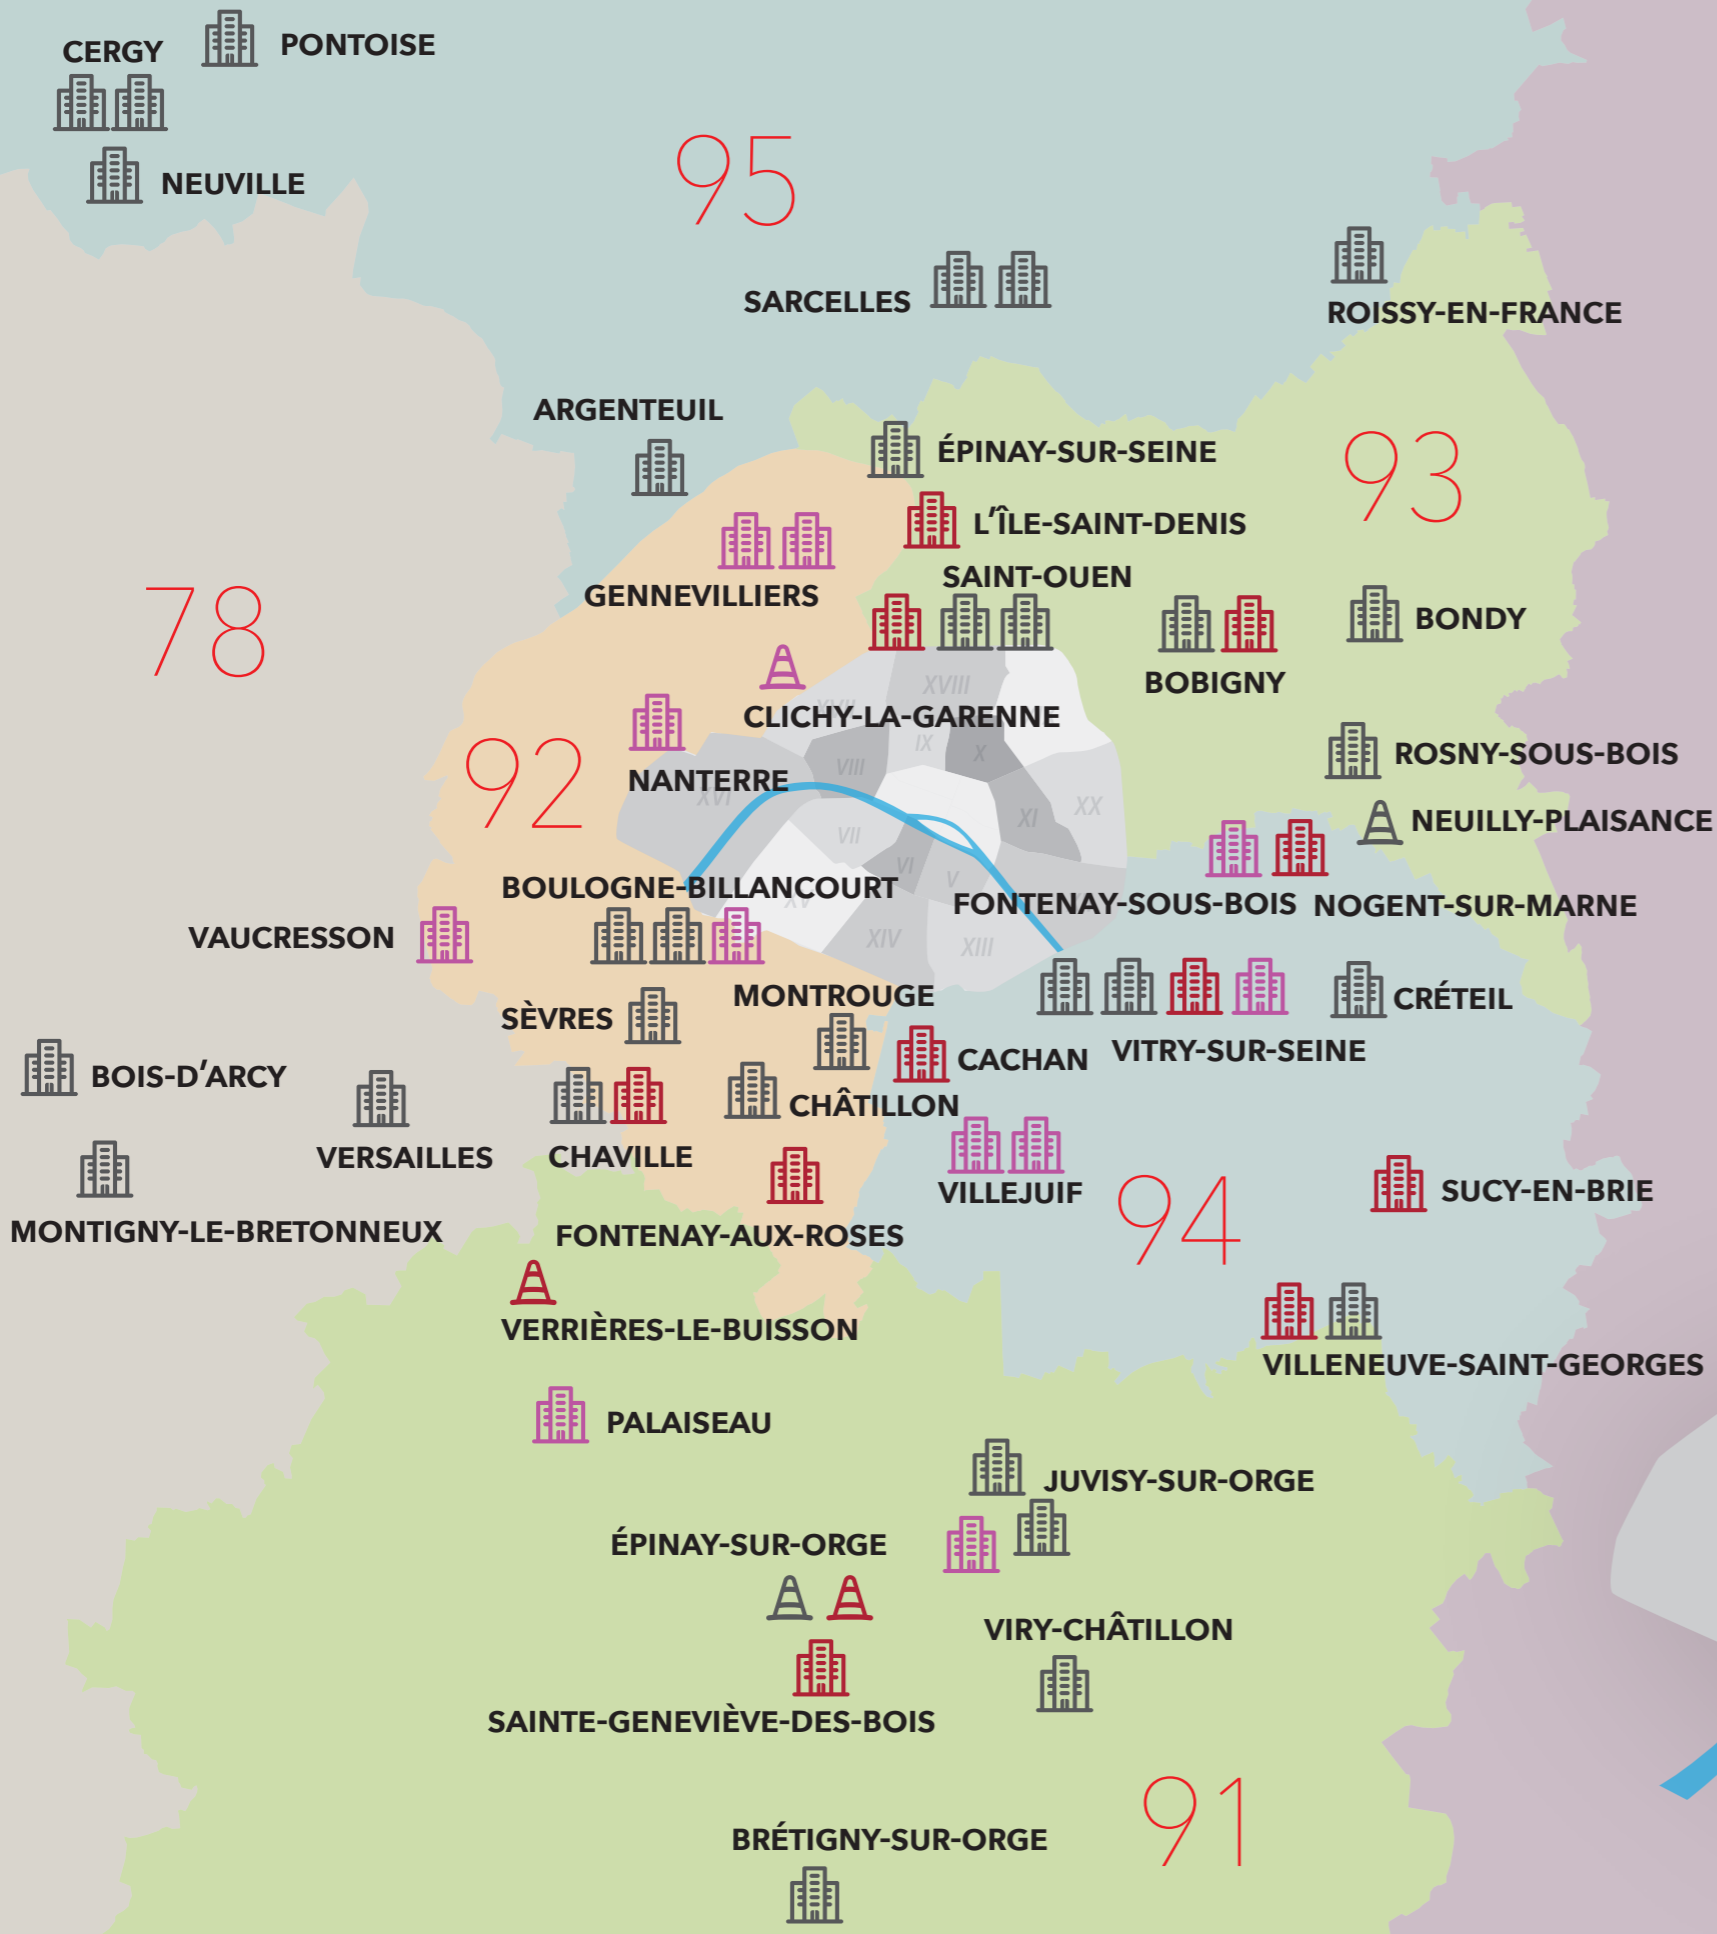 PONTOISE
CERGY
NEUVILLE
95
SARCELLES
ROISSY-EN-FRANCE
ARGENTEUIL
ÉPINAY-SUR-SEINE
93
L'ÎLE-SAINT-DENIS
SAINT-OUEN
GENNEVILLIERS
78
BONDY
BOBIGNY
XVIII
XVII
CLICHY-LA-GARENNE
IX
X
ROSNY-SOUS-BOIS
92
VIII
NANTERRE
XVI
XX
XI
NEUILLY-PLAISANCE
VII
VI
V
BOULOGNE-BILLANCOURT
XV
FONTENAY-SOUS-BOIS
NOGENT-SUR-MARNE
VAUCRESSON
XIV
XIII
MONTROUGE
CRÉTEIL
SÈVRES
VITRY-SUR-SEINE
CACHAN
BOIS-D'ARCY
CHÂTILLON
VERSAILLES
CHAVILLE
VILLEJUIF
SUCY-EN-BRIE
94
MONTIGNY-LE-BRETONNEUX
FONTENAY-AUX-ROSES
VERRIÈRES-LE-BUISSON
VILLENEUVE-SAINT-GEORGES
PALAISEAU
JUVISY-SUR-ORGE
ÉPINAY-SUR-ORGE
VIRY-CHÂTILLON
SAINTE-GENEVIÈVE-DES-BOIS
91
BRÉTIGNY-SUR-ORGE